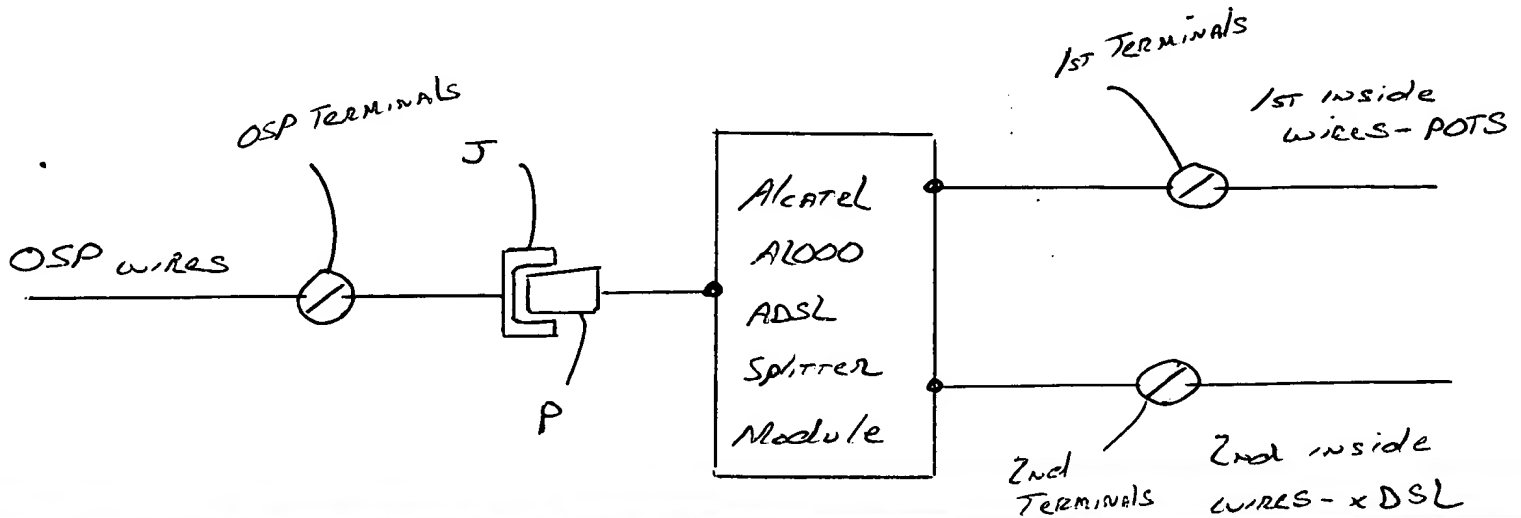 OSP wires
OSP Terminals
J
P
Alcatel
A1000
ADSL
Splitter
Module
1st Terminals
1st inside
wires-POTS
2nd
Terminals
2nd inside
wires-xDSL